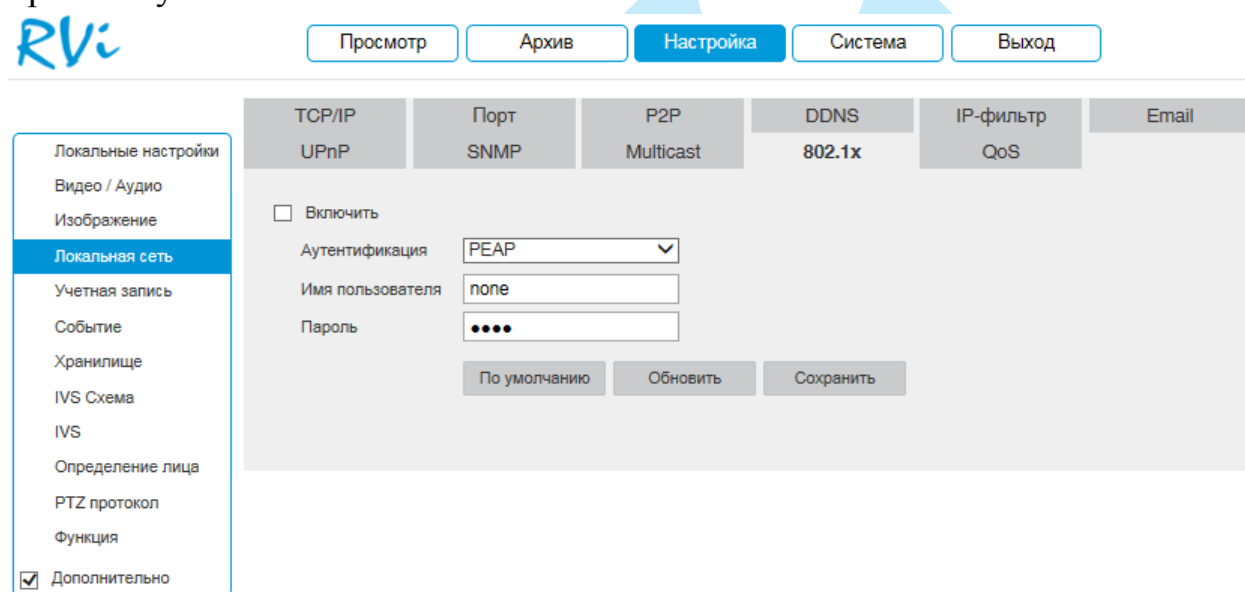 RVi
Просмотр Архив Настройка Система Выход
TCP/IP Порт P2P DDNS IP-фильтр Email
UPnP SNMP Multicast 802.1x QoS
Локальные настройки
Видео / Аудио
Изображение
Локальная сеть
Учетная запись
Событие
Хранилище
IVS Схема
IVS
Определение лица
PTZ протокол
Функция
Дополнительно
Включить
Аутентификация PEAP
Имя пользователя none
Пароль ••••
По умолчанию Обновить Сохранить